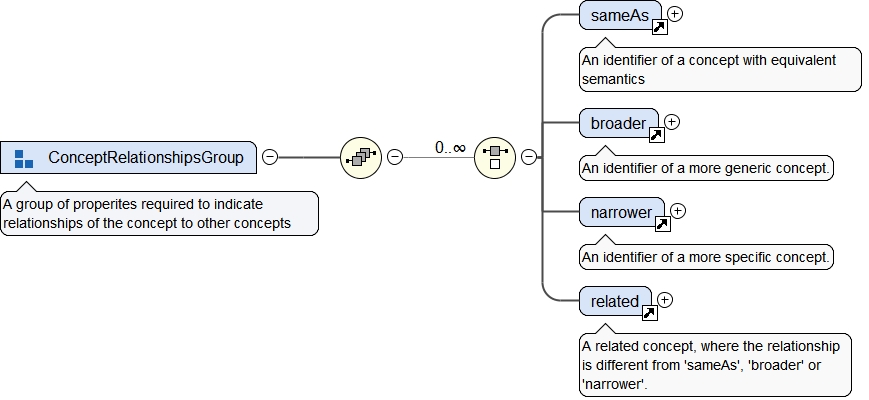 sameAs
An identifier of a concept with equivalent
semantics
broader
An identifier of a more generic concept.
ConceptRelationshipsGroup
0..∞
A group of properites required to indicate
relationships of the concept to other concepts
narrower
An identifier of a more specific concept.
related
A related concept, where the relationship
is different from 'sameAs', 'broader' or
'narrower'.